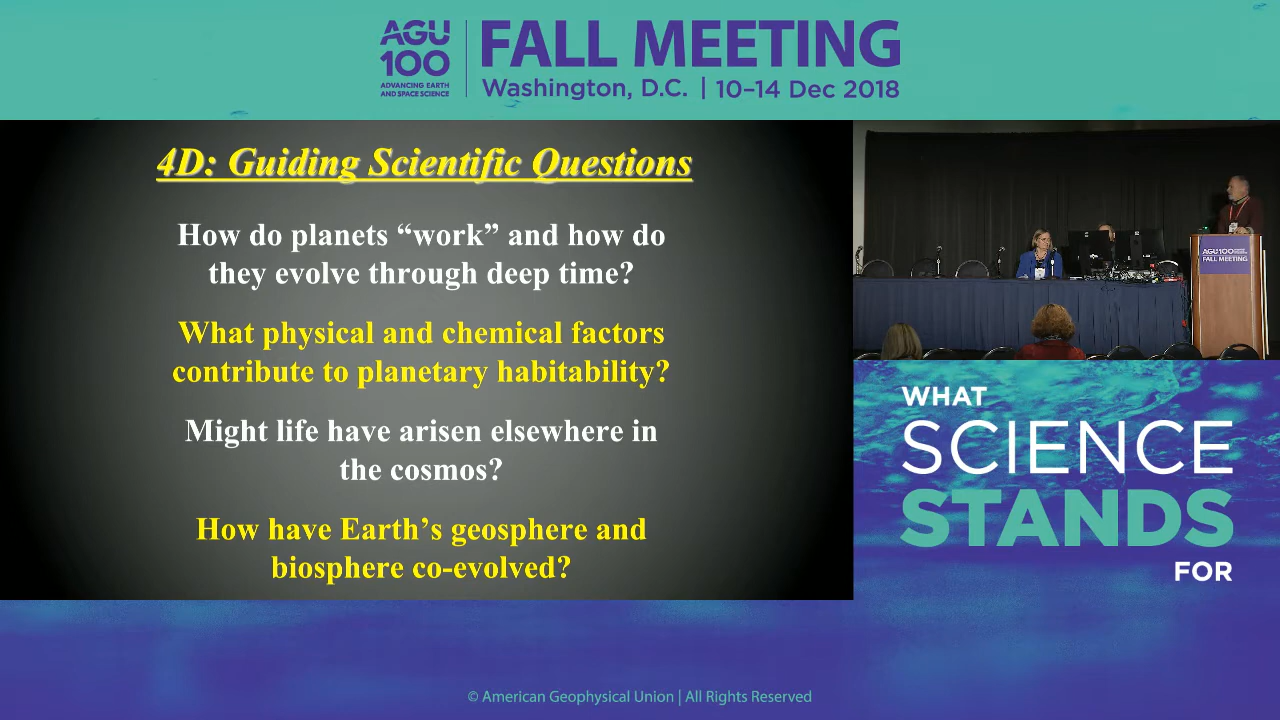 AGU
100
ADVANCING EARTH
AND SPACE SCIENCE
FALL MEETING
Washington, D.C. | 10–14 Dec 2018
4D: Guiding Scientific Questions
How do planets “work” and how do
they evolve through deep time?
What physical and chemical factors
contribute to planetary habitability?
Might life have arisen elsewhere in
the cosmos?
How have Earth’s geosphere and
biosphere co-evolved?
AGU100
FALL MEETING
WHAT
SCIENCE
STANDS
FOR
© American Geophysical Union | All Rights Reserved